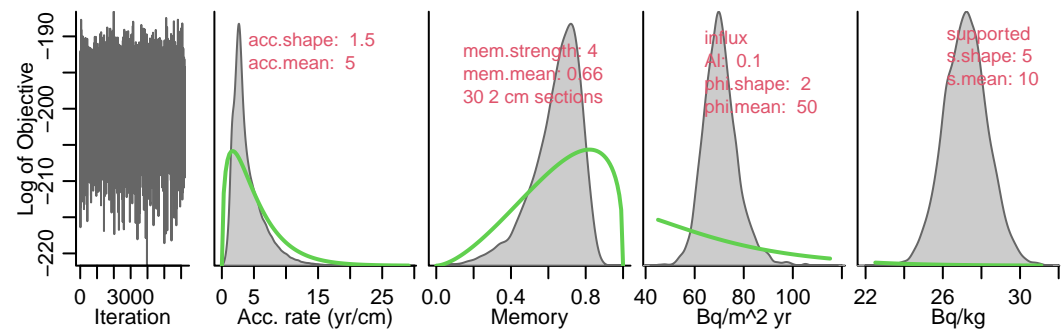 Log of Objective
−190
−200
−210
−220
0 3000
Iteration
acc.shape: 1.5
acc.mean: 5
0 5 15 30
Acc. rate (yr/cm)
mem.strength: 4
mem.mean: 0.66
30 2 cm sections
0.0 0.4 0.8
Memory
influx
Al: 0.1
phi.shape: 2
phi.mean: 50
40 60 100
Bq/m^2 yr
supported
s.shape: 5
s.mean: 10
22 26 30
Bq/kg